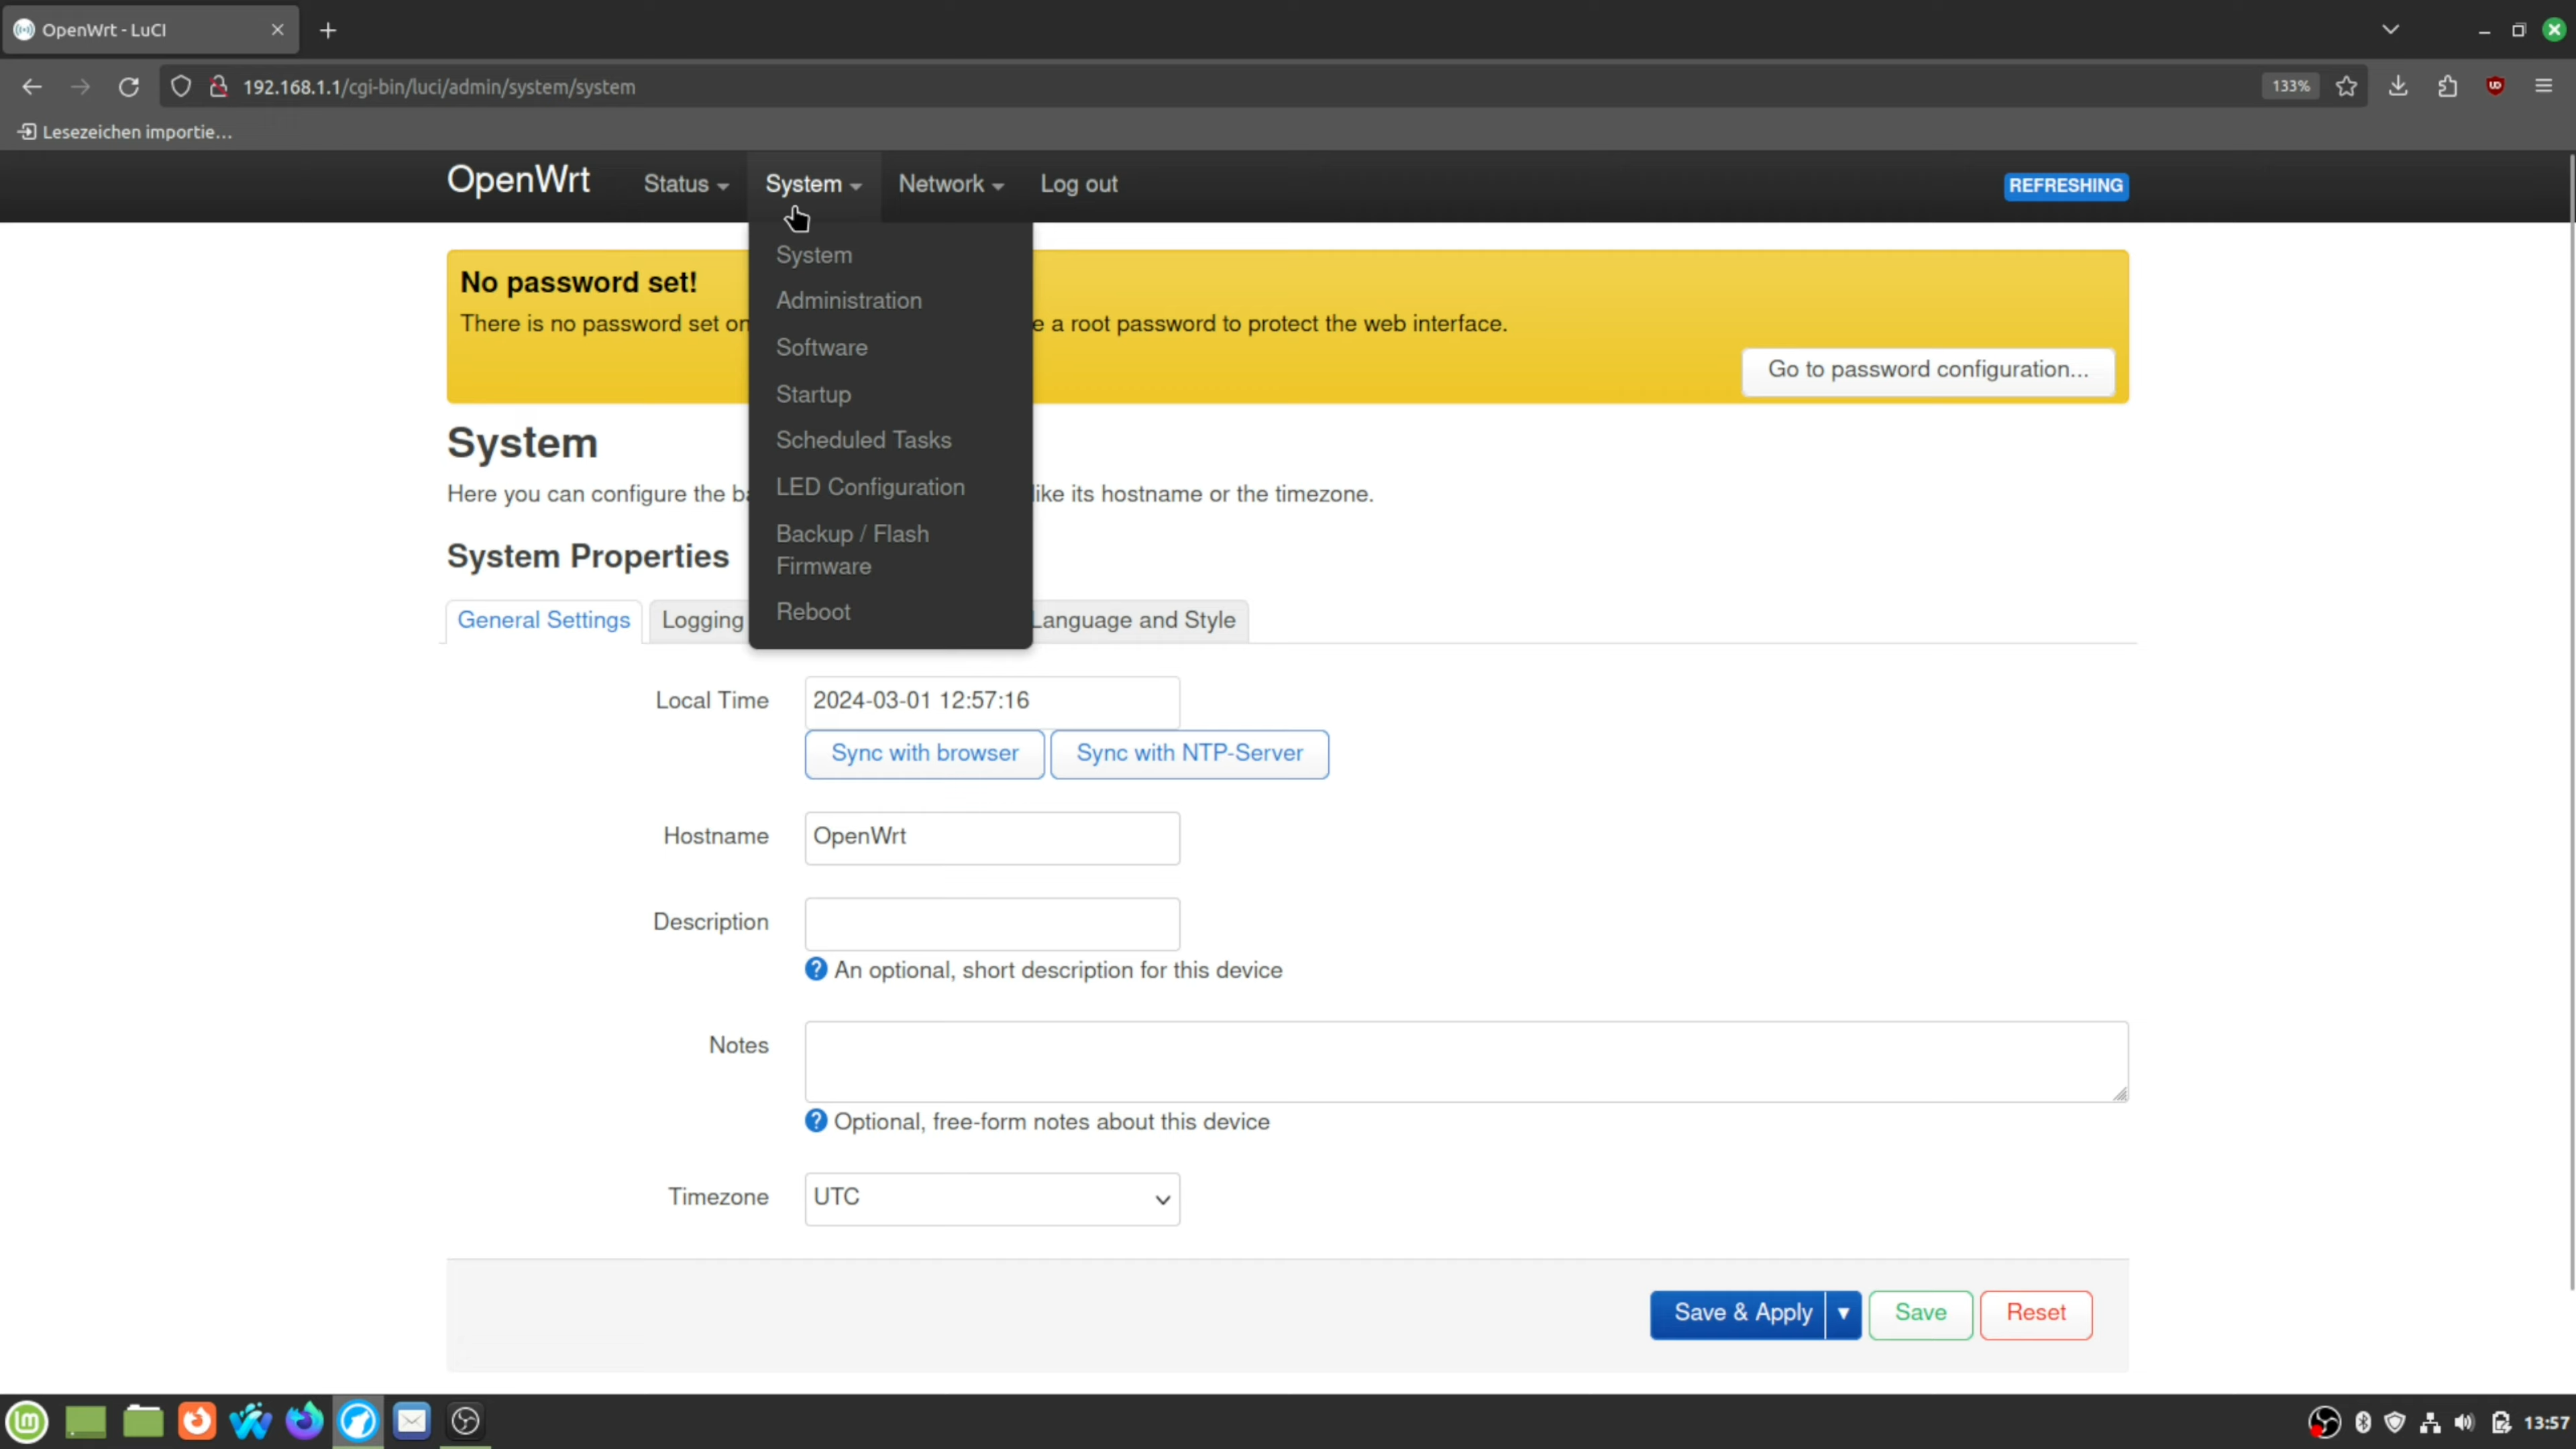 OpenWrt - LuCI
192.168.1.1/cgi-bin/luci/admin/system/system
133%
Lesezeichen importie...
OpenWrt Status System Network Log out REFRESHING
System
Administration
Software
Startup
Scheduled Tasks
LED Configuration
Backup / Flash
Firmware
Reboot
No password set!
There is no password set on e a root password to protect the web interface.
Go to password configuration...
System
Here you can configure the ba like its hostname or the timezone.
System Properties
General Settings Logging Language and Style
Local Time 2024-03-01 12:57:16
Sync with browser Sync with NTP-Server
Hostname OpenWrt
Description
An optional, short description for this device
Notes
Optional, free-form notes about this device
Timezone UTC
Save & Apply Save Reset
13:57